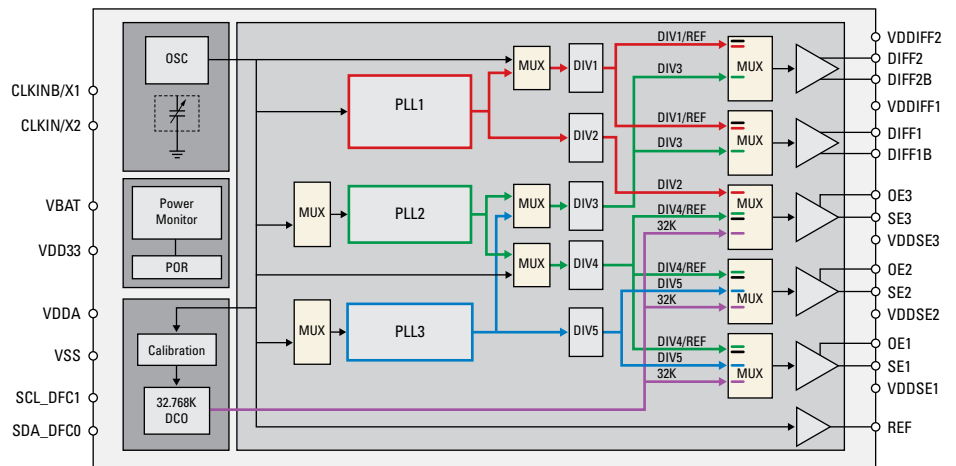 CLKINB/X1
CLKIN/X2
VBAT
VDD33
VDDA
VSS
SCL_DFC1
SDA_DFC0
OSC
Power
Monitor
POR
Calibration
32.768K
DCO
PLL1
MUX
PLL2
MUX
PLL3
MUX
MUX
MUX
DIV1
DIV2
DIV3
DIV4
DIV5
DIV1/REF
DIV3
MUX
DIV1/REF
DIV3
MUX
DIV2
DIV4/REF
32K
MUX
DIV4/REF
DIV5
32K
MUX
DIV4/REF
DIV5
32K
MUX
VDDIFF2
DIFF2
DIFF2B
VDDIFF1
DIFF1
DIFF1B
OE3
SE3
VDDSE3
OE2
SE2
VDDSE2
OE1
SE1
VDDSE1
REF